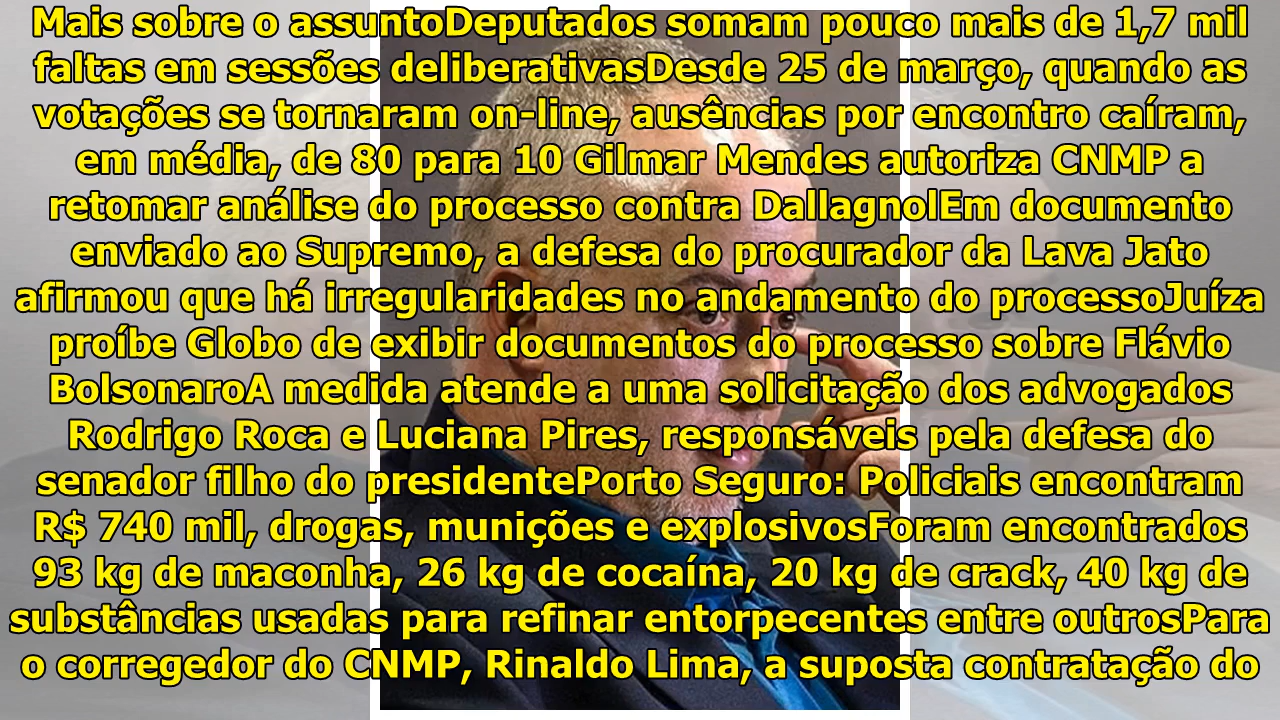 Mais sobre o assuntoDeputados somam pouco mais de 1,7 mil
faltas em sessões deliberativasDesde 25 de março, quando as
votações se tornaram on-line, ausências por encontro caíram,
em média, de 80 para 10 Gilmar Mendes autoriza CNMP a
retomar análise do processo contra DallagnolEm documento
enviado ao Supremo, a defesa do procurador da Lava Jato
afirmou que há irregularidades no andamento do processoJuíza
proíbe Globo de exibir documentos do processo sobre Flávio
BolsonaroA medida atende a uma solicitação dos advogados
Rodrigo Roca e Luciana Pires, responsáveis pela defesa do
senador filho do presidentePorto Seguro: Policiais encontram
R$ 740 mil, drogas, munições e explosivosForam encontrados
93 kg de maconha, 26 kg de cocaína, 20 kg de crack, 40 kg de
substâncias usadas para refinar entorpecentes entre outrosPara
o corregedor do CNMP, Rinaldo Lima, a suposta contratação do